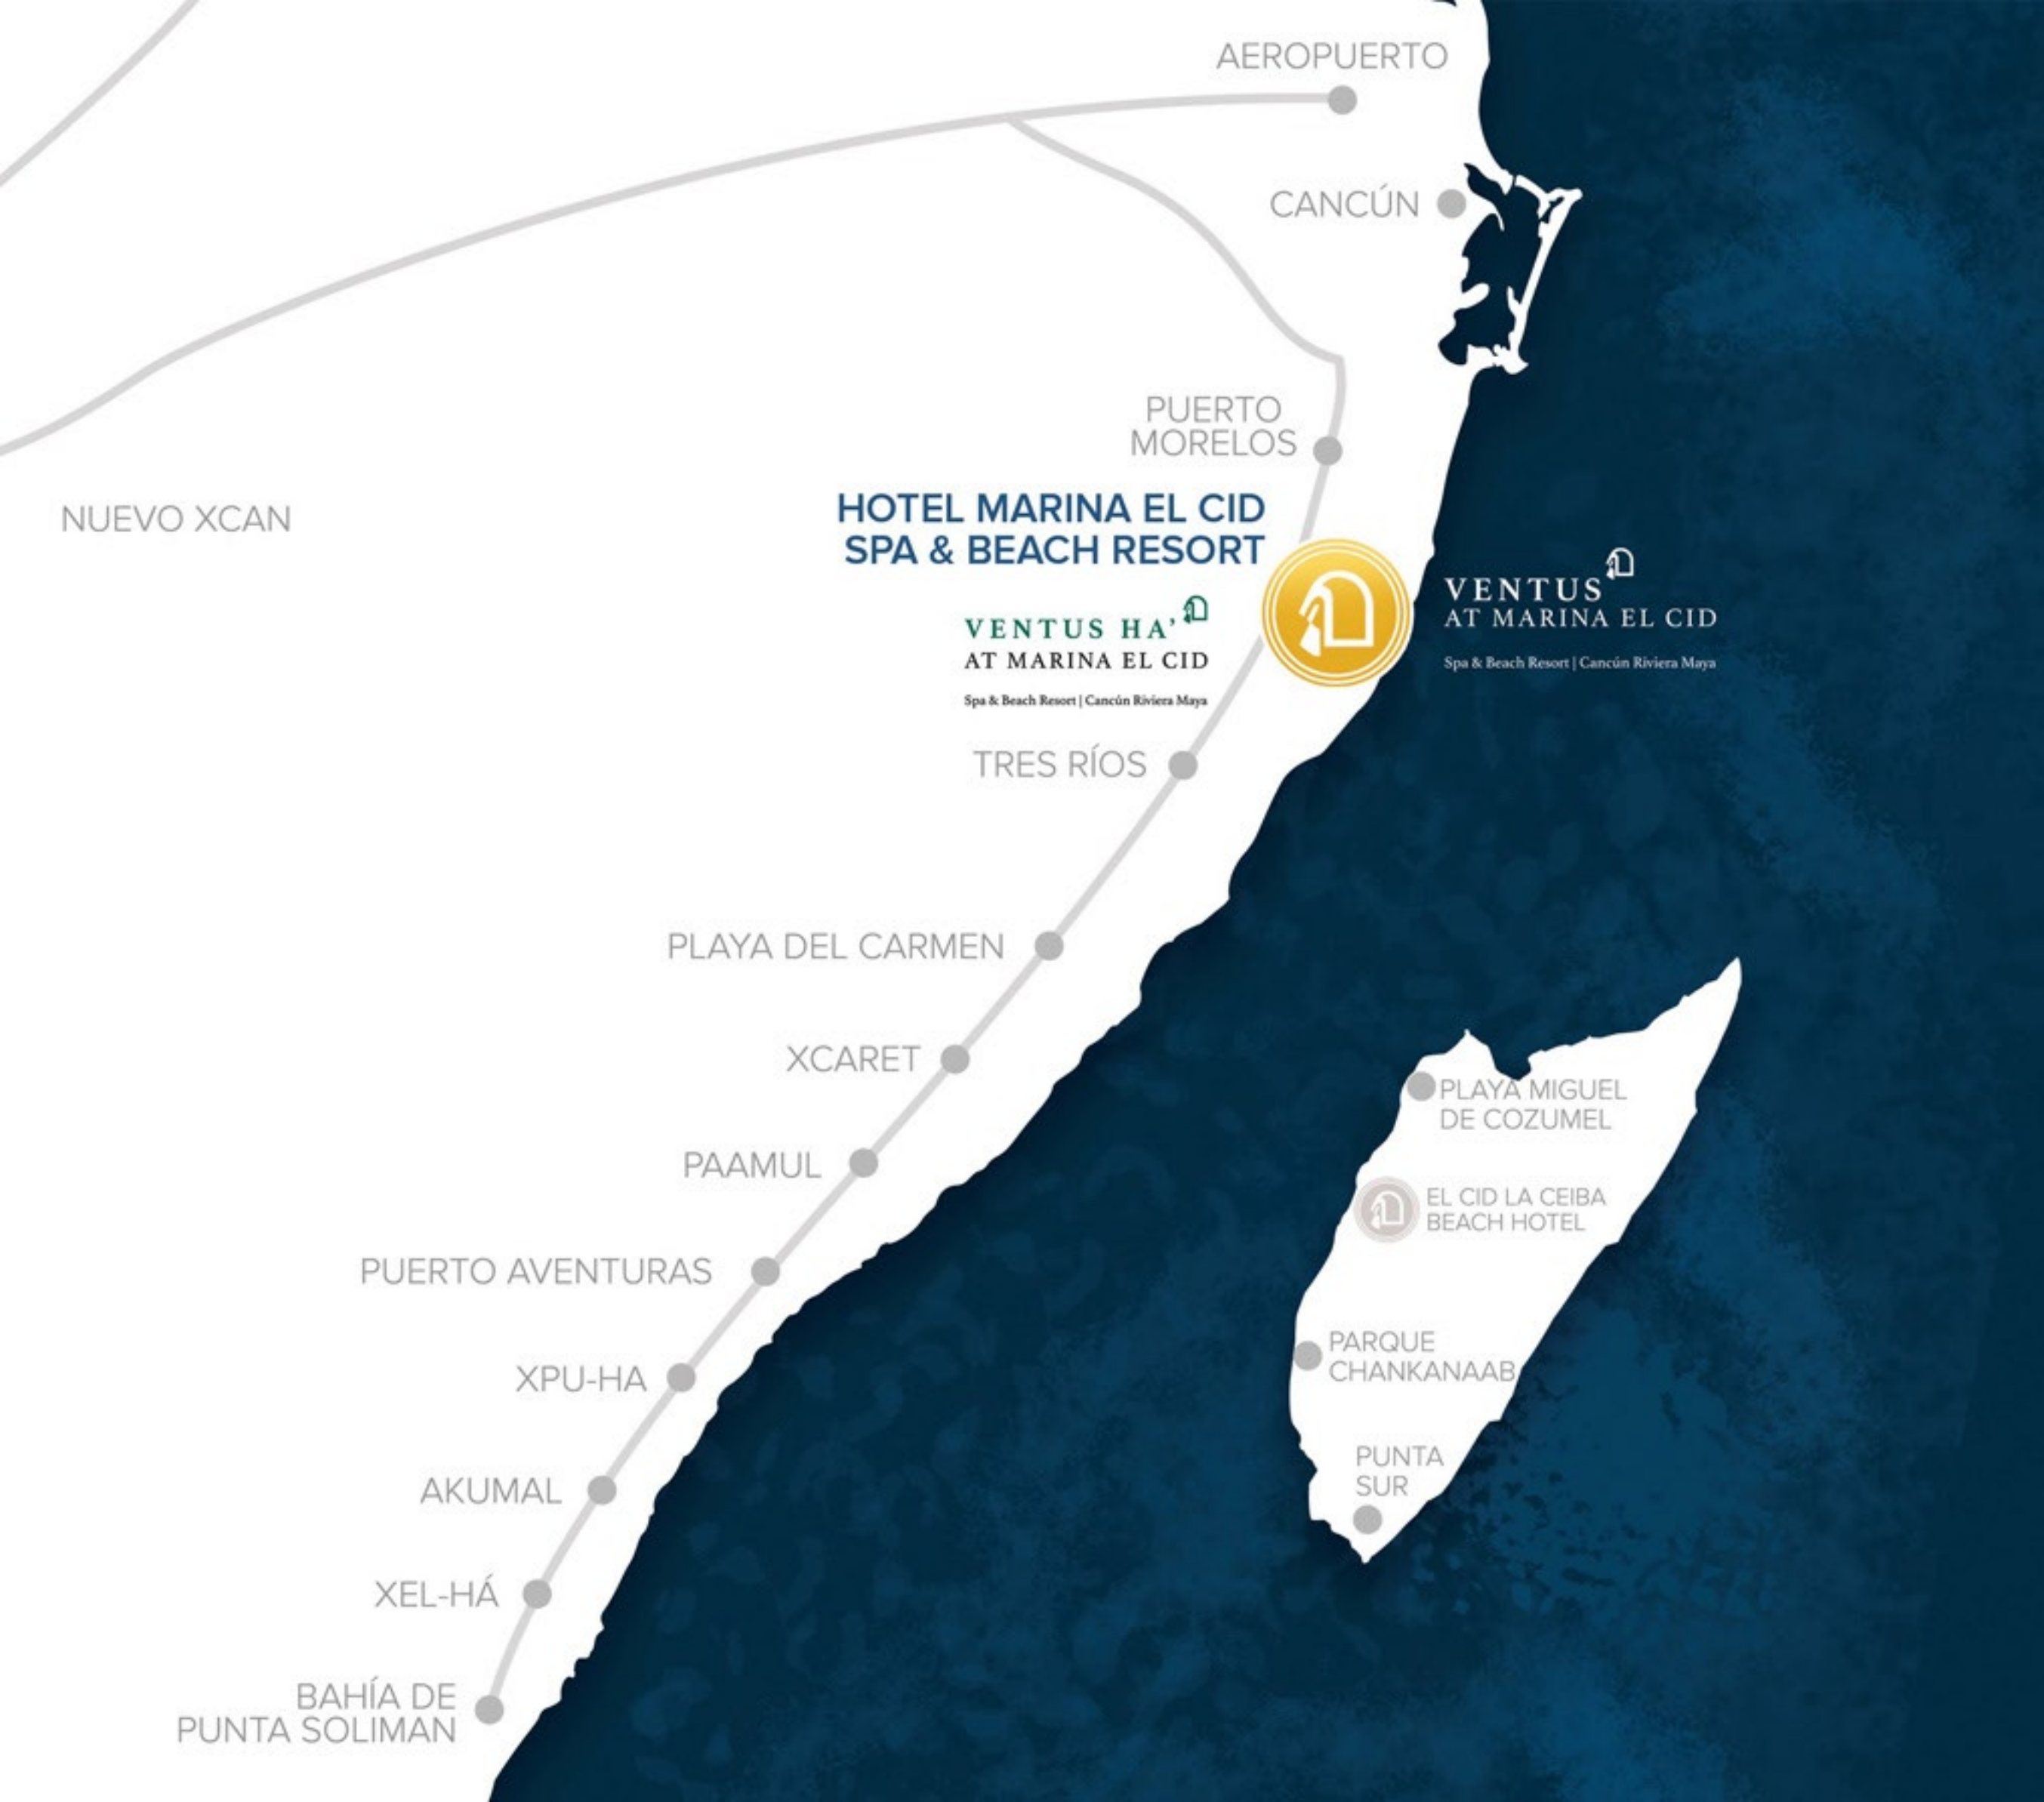 AEROPUERTO
CANCÚN
PUERTO
MORELOS
NUEVO XCAN
HOTEL MARINA EL CID
SPA & BEACH RESORT
VENTUS HA'
AT MARINA EL CID
Spa & Beach Resort | Cancún Riviera Maya
VENTUS
AT MARINA EL CID
Spa & Beach Resort | Cancún Riviera Maya
TRES RÍOS
PLAYA DEL CARMEN
XCARET
PAAMUL
PUERTO AVENTURAS
XPU-HA
AKUMAL
XEL-HÁ
BAHÍA DE
PUNTA SOLIMAN
PLAYA MIGUEL
DE COZUMEL
EL CID LA CEIBA
BEACH HOTEL
PARQUE
CHANKANAAB
PUNTA
SUR